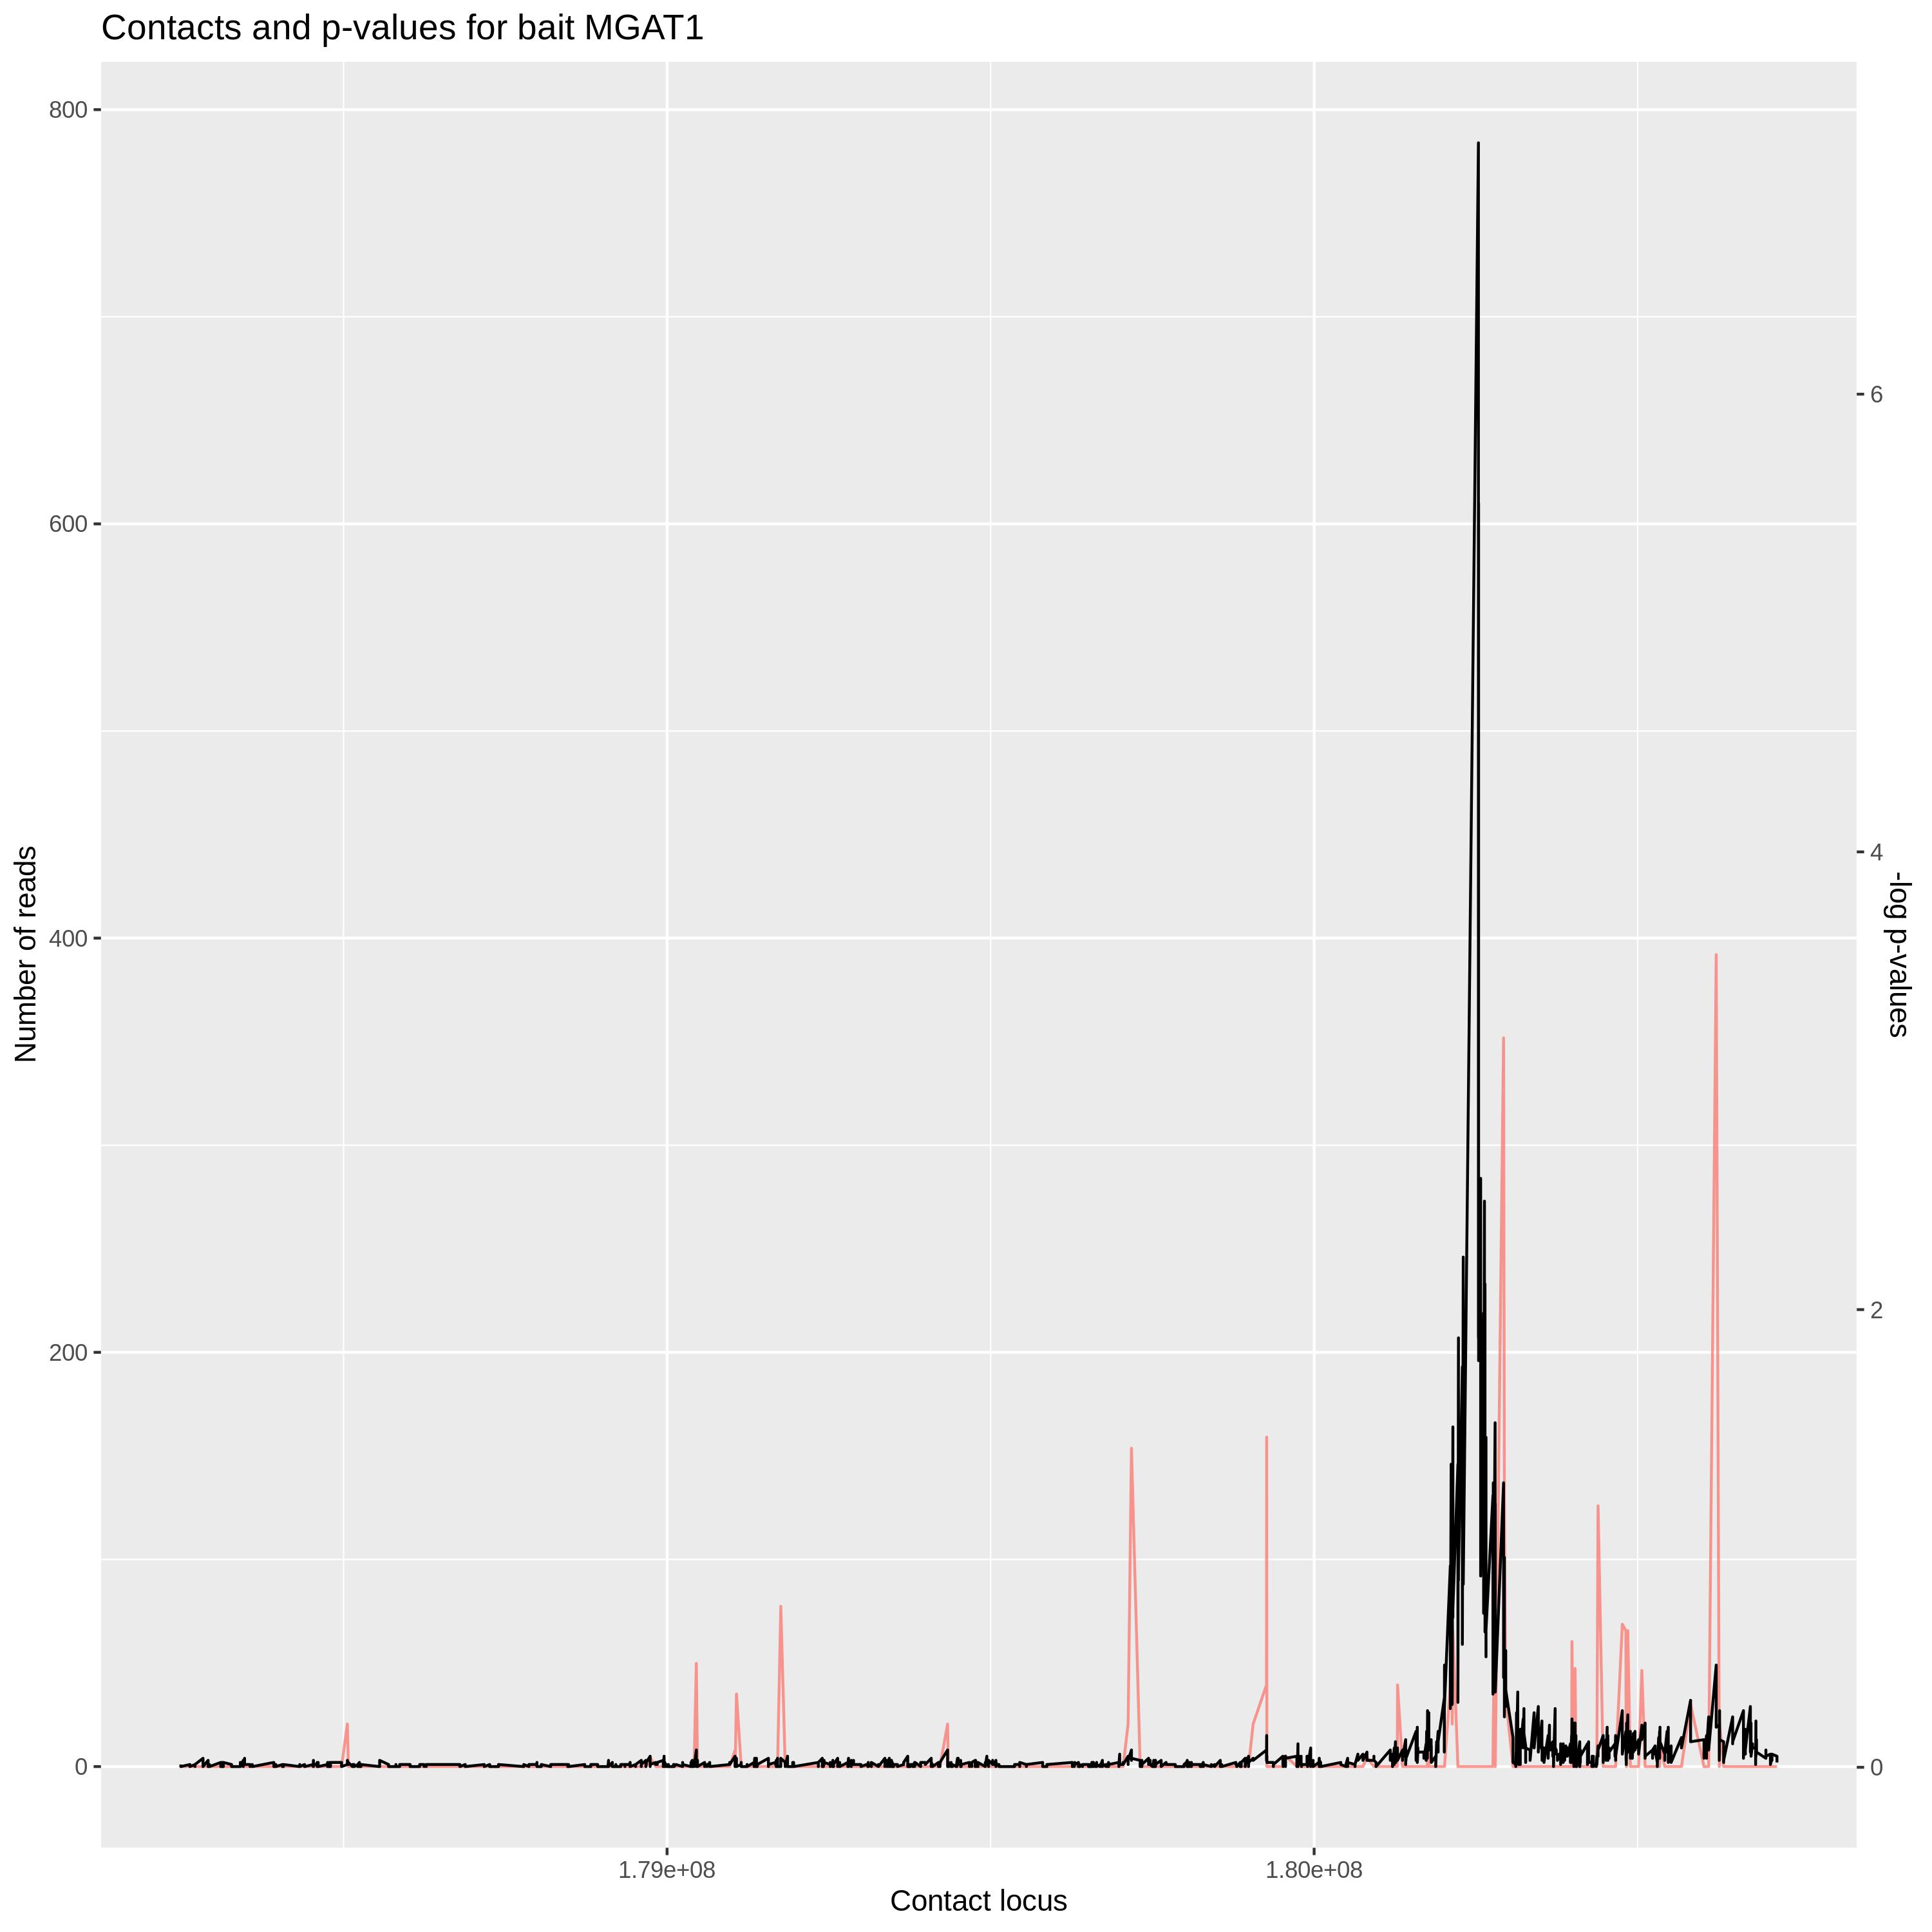 Contacts and p-values for bait MGAT1
800
600
400
200
0
Number of reads
6
4
2
0
-log p-values
1.79e+08
1.80e+08
Contact locus